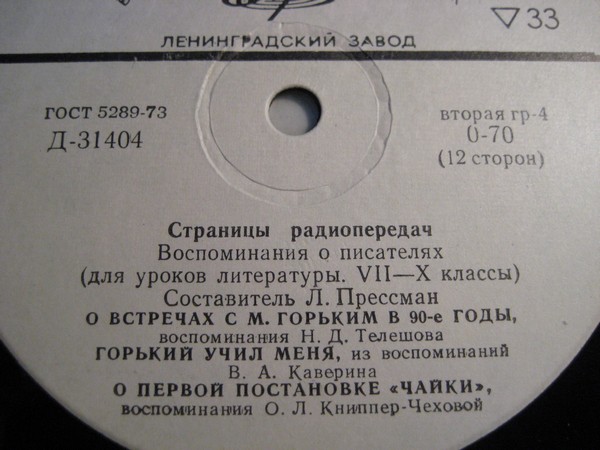 ▽ 33
ЛЕНИНГРАДСКИЙ ЗАВОД
ГОСТ 5289-73
Д-31404
вторая гр-4
0-70
(12 сторон)
Страницы радиопередач
Воспоминания о писателях
(для уроков литературы. VII—X классы)
Составитель Л. Прессман
О ВСТРЕЧАХ С М. ГОРЬКИМ В 90-е ГОДЫ,
воспоминания Н. Д. Телешова
ГОРЬКИЙ УЧИЛ МЕНЯ, из воспоминаний
В. А. Каверина
О ПЕРВОЙ ПОСТАНОВКЕ «ЧАЙКИ»,
воспоминания О. Л. Книппер-Чеховой